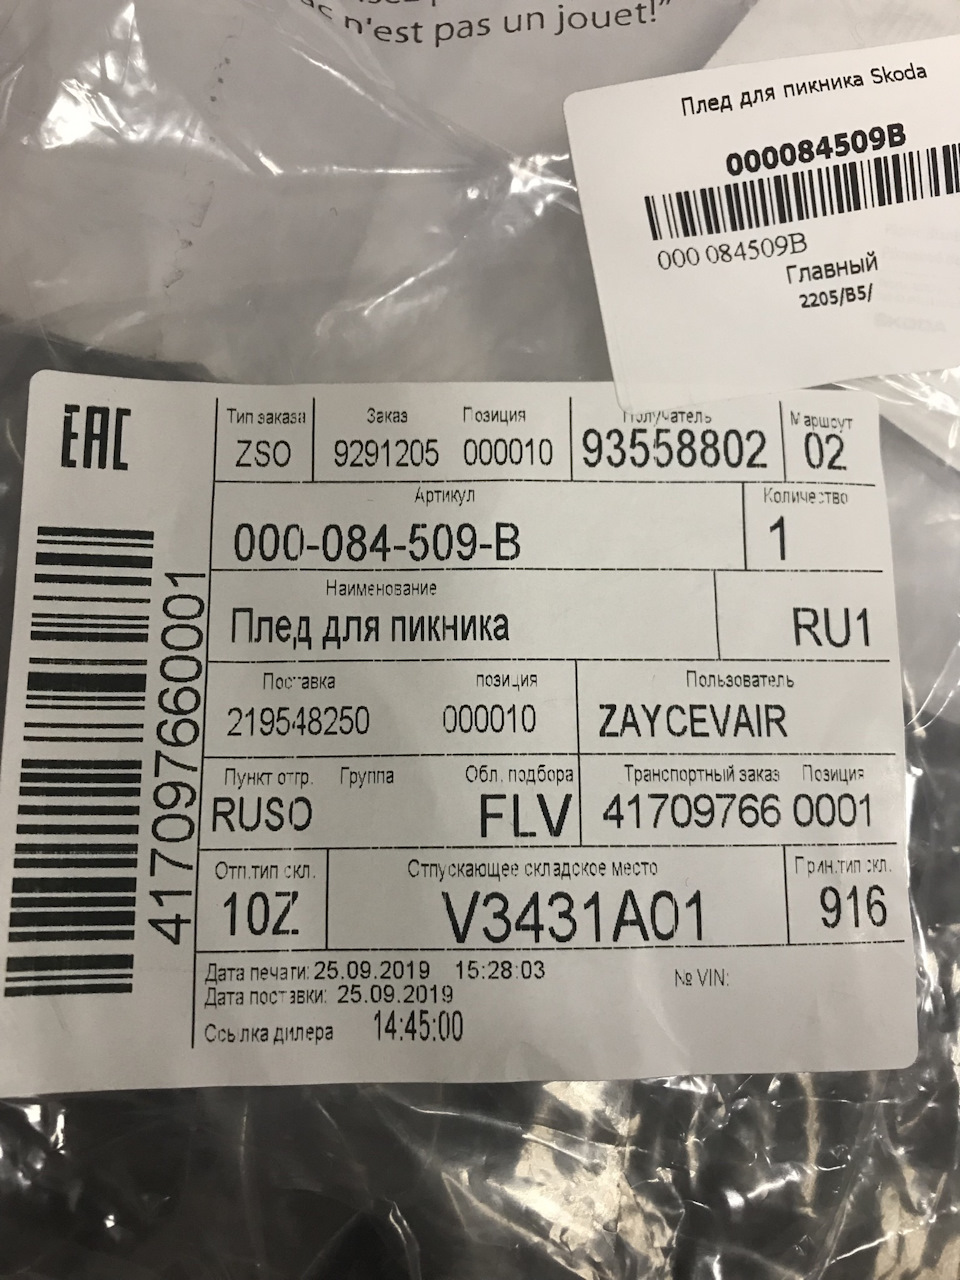 n'est pas un jouet!"
Плед для пикника Skoda
000084509B
000 084509B
Главный
2205/B5/
EAC
Тип заказа Заказ Позиция Получатель Маршрут
ZSO 9291205 000010 93558802 02
Артикул Количество
000-084-509-B 1
Наименование
Плед для пикника RU1
Поставка позиция Пользователь
219548250 000010 ZAYCEVAIR
Пункт отгр. Группа Обл. подбора Транспортный заказ Позиция
RUSO FLV 41709766 0001
Отп.тип скл. Отпускающее складское место Прин.тип скл.
10Z V3431A01 916
Дата печати: 25.09.2019 15:28:03 № VIN:
Дата поставки: 25.09.2019
Ссылка дилера 14:45:00
417097660001